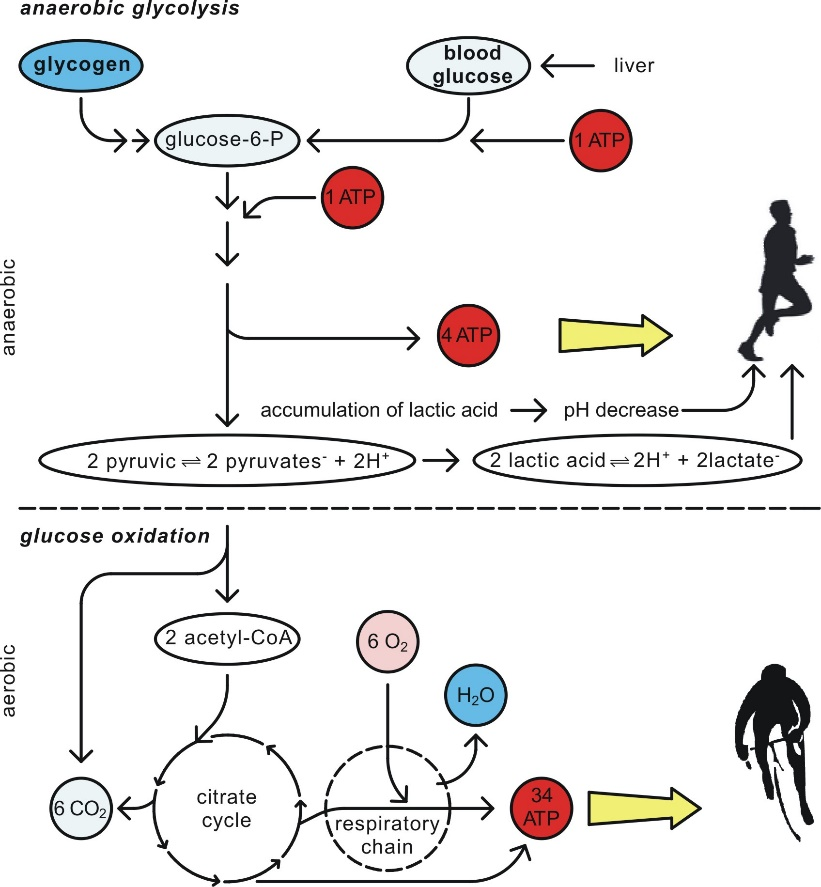 anaerobic glycolysis
glycogen
blood
glucose
liver
glucose-6-P
1 ATP
1 ATP
anaerobic
4 ATP
accumulation of lactic acid
pH decrease
2 pyruvic ⇌ 2 pyruvates⁻ + 2H⁺
2 lactic acid ⇌ 2H⁺ + 2lactate⁻
glucose oxidation
2 acetyl-CoA
6 O₂
aerobic
H₂O
6 CO₂
citrate
cycle
respiratory
chain
34
ATP